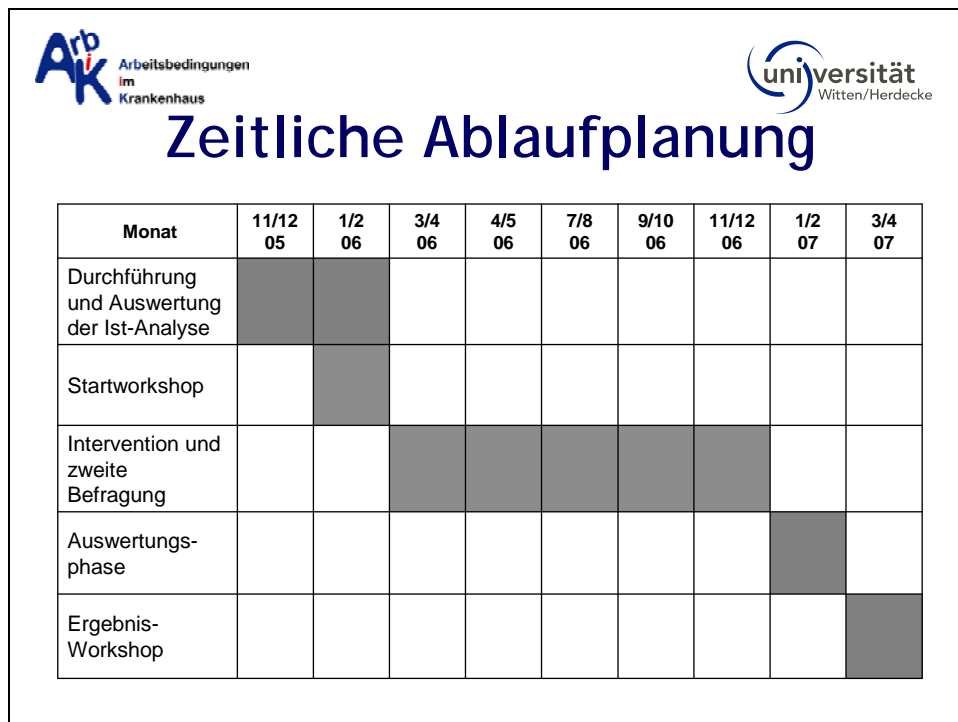 ArbiK
Arbeitsbedingungen
im
Krankenhaus
universität
Witten/Herdecke
Zeitliche Ablaufplanung
Monat 11/12 05 1/2 06 3/4 06 4/5 06 7/8 06 9/10 06 11/12 06 1/2 07 3/4 07
Durchführung
und Auswertung
der Ist-Analyse
Startworkshop
Intervention und
zweite
Befragung
Auswertungs-
phase
Ergebnis-
Workshop